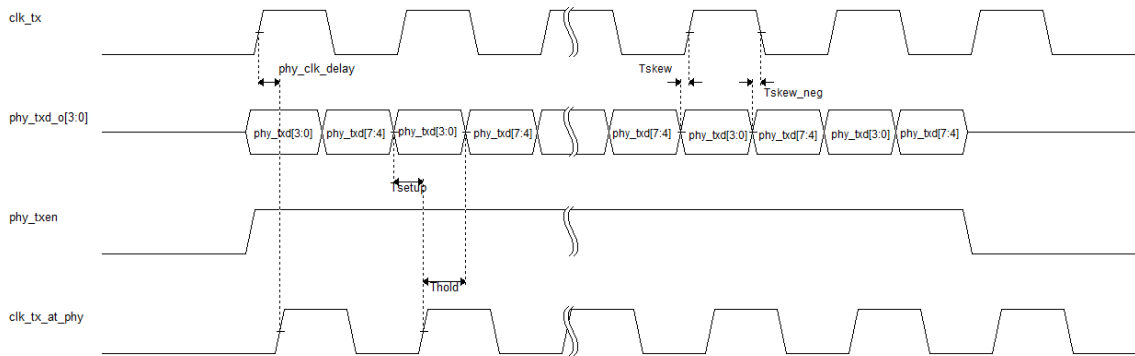 clk_tx
phy_clk_delay
Tskew
Tskew_neg
phy_txd_o[3:0]
phy_txd[3:0] phy_txd[7:4] phy_txd[3:0] phy_txd[7:4] phy_txd[7:4] phy_txd[3:0] phy_txd[7:4] phy_txd[3:0] phy_txd[7:4]
Tsetup
phy_txen
Thold
clk_tx_at_phy